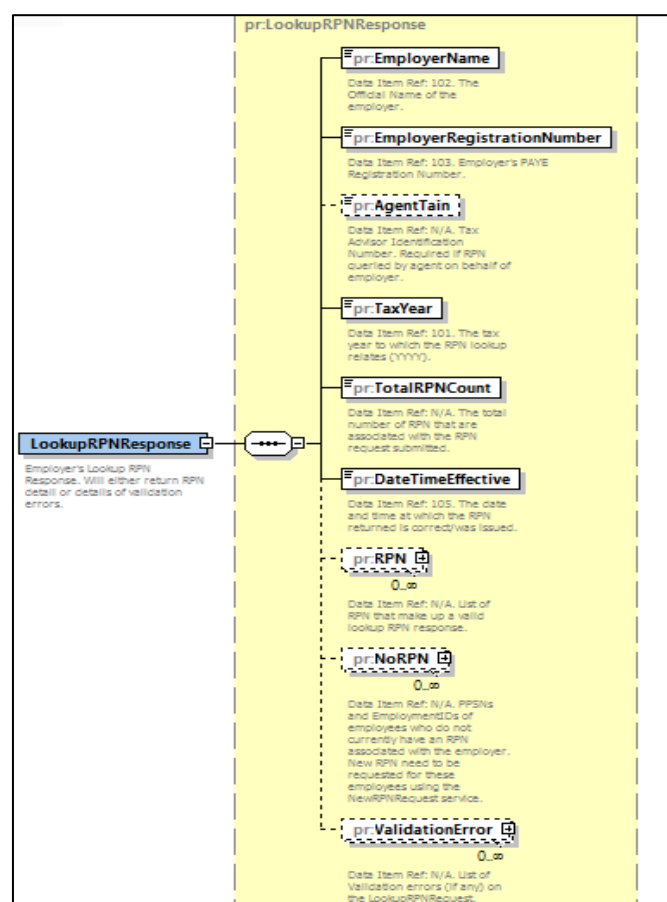 pr:LookupRPNResponse
pr:EmployerName
Data Item Ref: 102. The
Official Name of the
employer.
pr:EmployerRegistrationNumber
Data Item Ref: 103. Employer's PAYE
Registration Number.
pr:AgentTain
Data Item Ref: N/A. Tax
Advisor Identification
Number. Required if RPN
queried by agent on behalf of
employer.
pr:TaxYear
Data Item Ref: 101. The tax
year to which the RPN lookup
relates (YYYY).
pr:TotalRPNCount
Data Item Ref: N/A. The total
number of RPN that are
associated with the RPN
request submitted.
LookupRPNResponse
Employer's Lookup RPN
Response. Will either return RPN
detail or details of validation
errors.
pr:DateTimeEffective
Data Item Ref: 105. The date
and time at which the RPN
returned is correct/was issued.
pr:RPN
0..∞
Data Item Ref: N/A. List of
RPN that make up a valid
lookup RPN response.
pr:NoRPN
0..∞
Data Item Ref: N/A. PPSNs
and EmploymentIDs of
employees who do not
currently have an RPN
associated with the employer.
New RPN need to be
requested for these
employees using the
NewRPNRequest service.
pr:ValidationError
0..∞
Data Item Ref: N/A. List of
Validation errors (if any) on
the LookupRPNRequest.